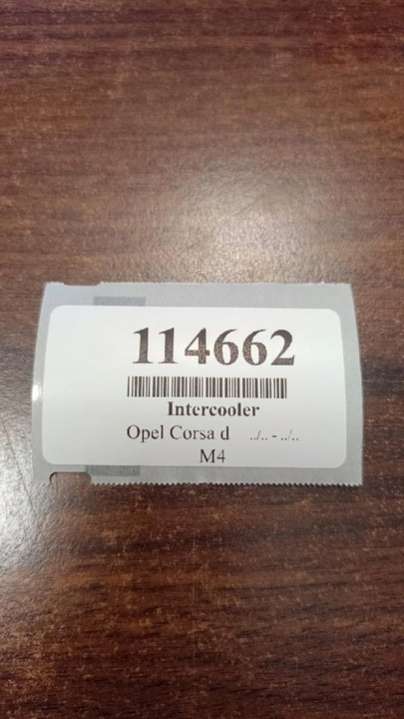 114662
Intercooler
Opel Corsa d ../.. - ../..
M4